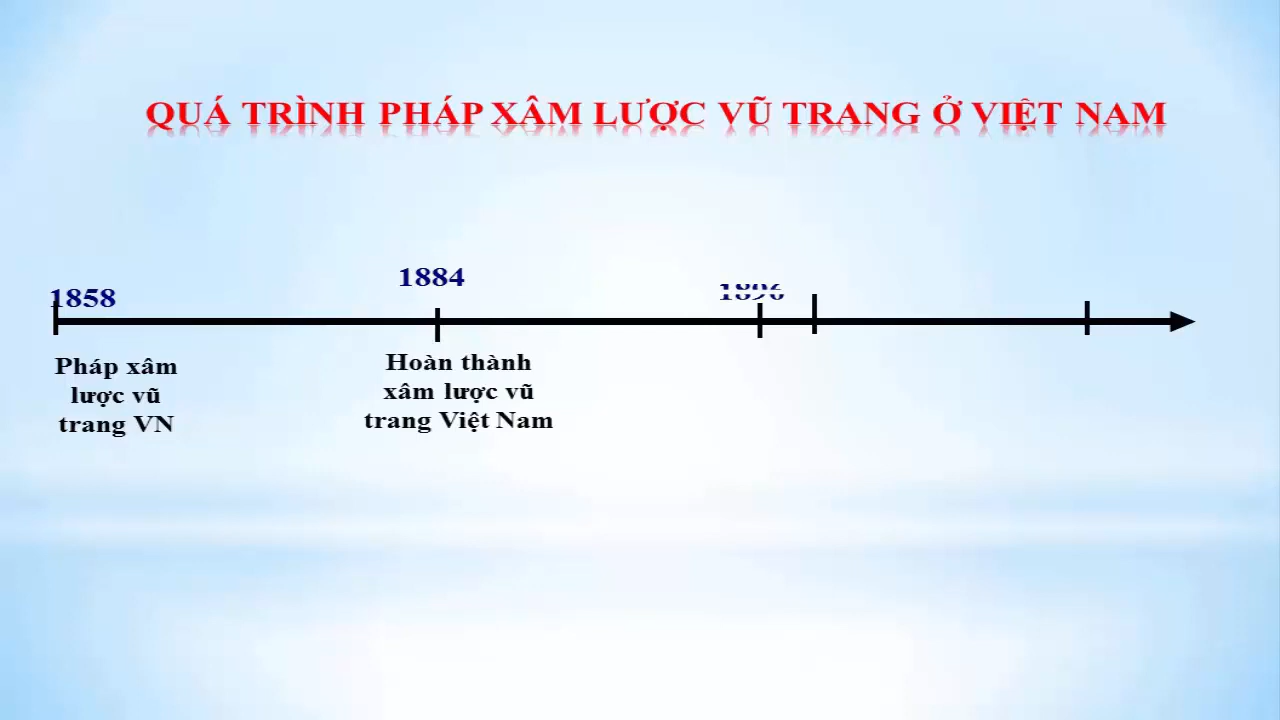 QUÁ TRÌNH PHÁP XÂM LƯỢC VŨ TRANG Ở VIỆT NAM
1858
1884
Pháp xâm
lược vũ
trang VN
Hoàn thành
xâm lược vũ
trang Việt Nam